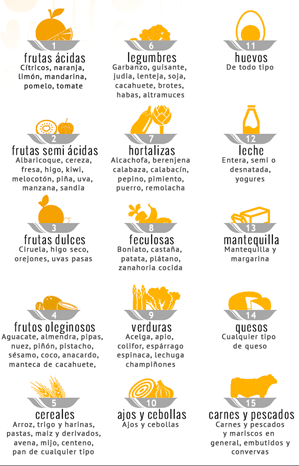 1
frutas ácidas
Cítricos, naranja,
limón, mandarina,
pomelo, tomate
6
legumbres
Garbanzo, guisante,
judia, lenteja, soja,
cacahuete, brotes,
habas, altramuces
11
huevos
De todo tipo
2
frutas semi ácidas
Albaricoque, cereza,
fresa, higo, kiwi,
melocotón, piña, uva,
manzana, sandia
7
hortalizas
Alcachofa, berenjena
calabaza, calabacín,
pepino, pimiento,
puerro, remolacha
12
leche
Entera, semi o
desnatada,
yogures
3
frutas dulces
Ciruela, higo seco,
orejones, uvas pasas
8
feculosas
Boniato, castaña,
patata, plátano,
zanahoria cocida
13
mantequilla
Mantequilla y
margarina
4
frutos oleginosos
Aguacate, almendra, pipas,
nuez, piñón, pistacho,
sésamo, coco, anacardo,
manteca de cacahuete,
9
verduras
Acelga, apio,
colifor, espárrago
espinaca, lechuga
champiñones
14
quesos
Cualquier tipo
de queso
5
cereales
Arroz, trigo y harinas,
pastas, maiz y derivados,
avena, mijo, centeno,
pan de cualquier tipo
10
ajos y cebollas
Ajos y cebollas
15
carnes y pescados
Carnes y pescados
y mariscos en
general, embutidos y
conservas